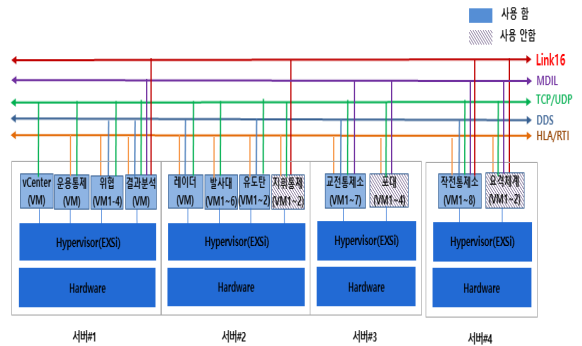 사용 함
사용 안함
Link16
MDIL
TCP/UDP
DDS
HLA/RTI
vCenter
(VM)
운용통제
(VM)
위협
(VM1~4)
결과분석
(VM)
레이더
(VM)
발사대
(VM1~6)
유도탄
(VM1~2)
지휘통제
(VM1~2)
교전통제소
(VM1~7)
포대
(VM1~4)
작전통제소
(VM1~8)
요격체계
(VM1~2)
Hypervisor(EXSi)
Hypervisor(EXSi)
Hypervisor(EXSi)
Hypervisor(EXSi)
Hardware
Hardware
Hardware
Hardware
서버#1
서버#2
서버#3
서버#4